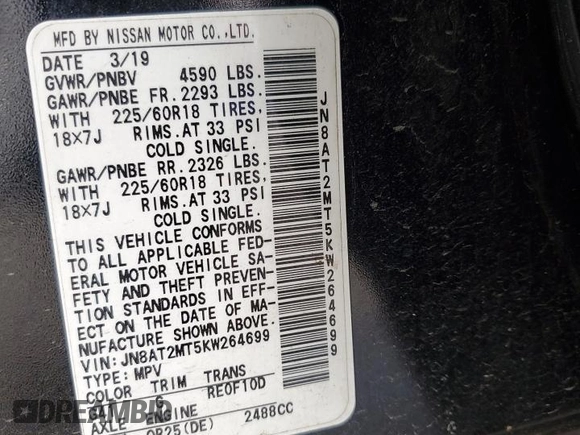 MFD BY NISSAN MOTOR CO.,LTD.
DATE 3/19
GVWR/PNBV 4590 LBS.
GAWR/PNBE FR.2293 LBS.
WITH 225/60R18 TIRES,
18×7J RIMS.AT 33 PSI
COLD SINGLE.
GAWR/PNBE RR.2326 LBS.
WITH 225/60R18 TIRES,
18×7J RIMS.AT 33 PSI
COLD SINGLE.
THIS VEHICLE CONFORMS
TO ALL APPLICABLE FED-
ERAL MOTOR VEHICLE SA-
FETY AND THEFT PREVEN-
TION STANDARDS IN EFF-
ECT ON THE DATE OF MA-
NUFACTURE SHOWN ABOVE.
VIN:JN8AT2MT5KW264699
TYPE:MPV
COLOR TRIM TRANS
G RE0F10D
AXLE ENGINE
QR25(DE) 2488CC
JN8AT2MT5KW264699
DREAMBID